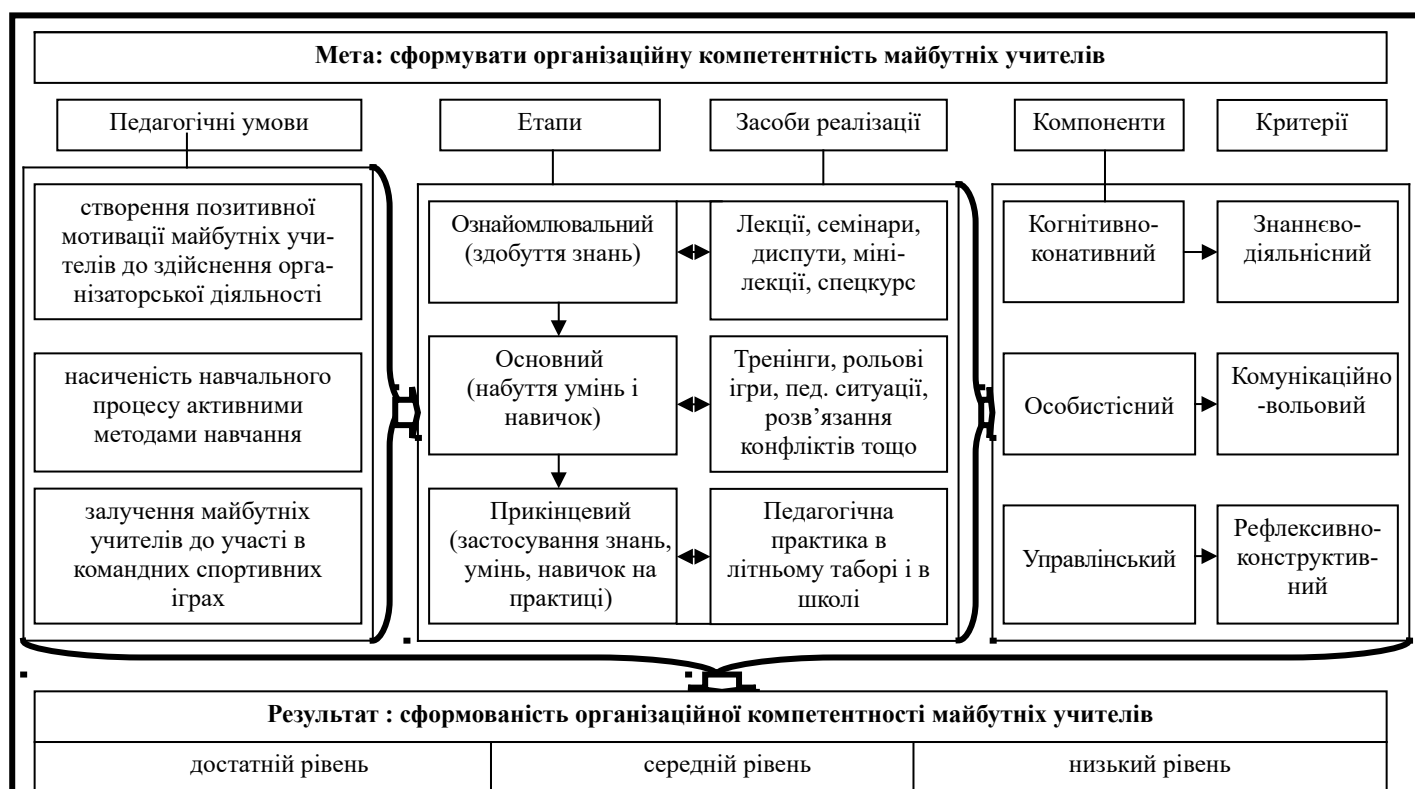 Мета: сформувати організаційну компетентність майбутніх учителів
Педагогічні умови
Етапи
Засоби реалізації
Компоненти
Критерії
створення позитивної
мотивації майбутніх учи-
телів до здійснення орга-
нізаторської діяльності
насиченість навчального
процесу активними
методами навчання
залучення майбутніх
учителів до участі в
командних спортивних
іграх
Ознайомлювальний
(здобуття знань)
Лекції, семінари,
диспути, міні-
лекції, спецкурс
Основний
(набуття умінь і
навичок)
Тренінги, рольові
ігри, пед. ситуації,
розв’язання
конфліктів тощо
Прикінцевий
(застосування знань,
умінь, навичок на
практиці)
Педагогічна
практика в
літньому таборі і в
школі
Когнітивно-
конативний
Знаннєво-
діяльнісний
Особистісний
Комунікаційно
-вольовий
Управлінський
Рефлексивно-
конструктив-
ний
Результат : сформованість організаційної компетентності майбутніх учителів
достатній рівень
середній рівень
низький рівень